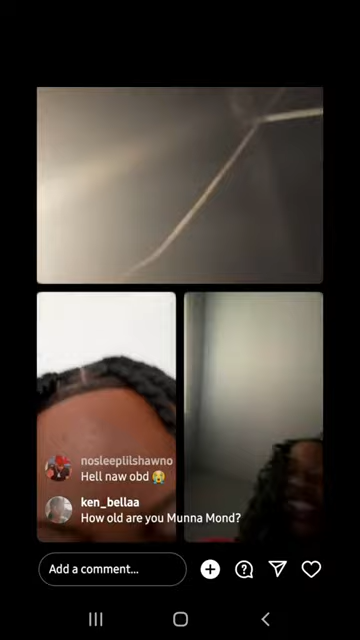 nosleeplilshawno
Hell naw obd 😭
ken_bellaa
How old are you Munna Mond?
Add a comment...